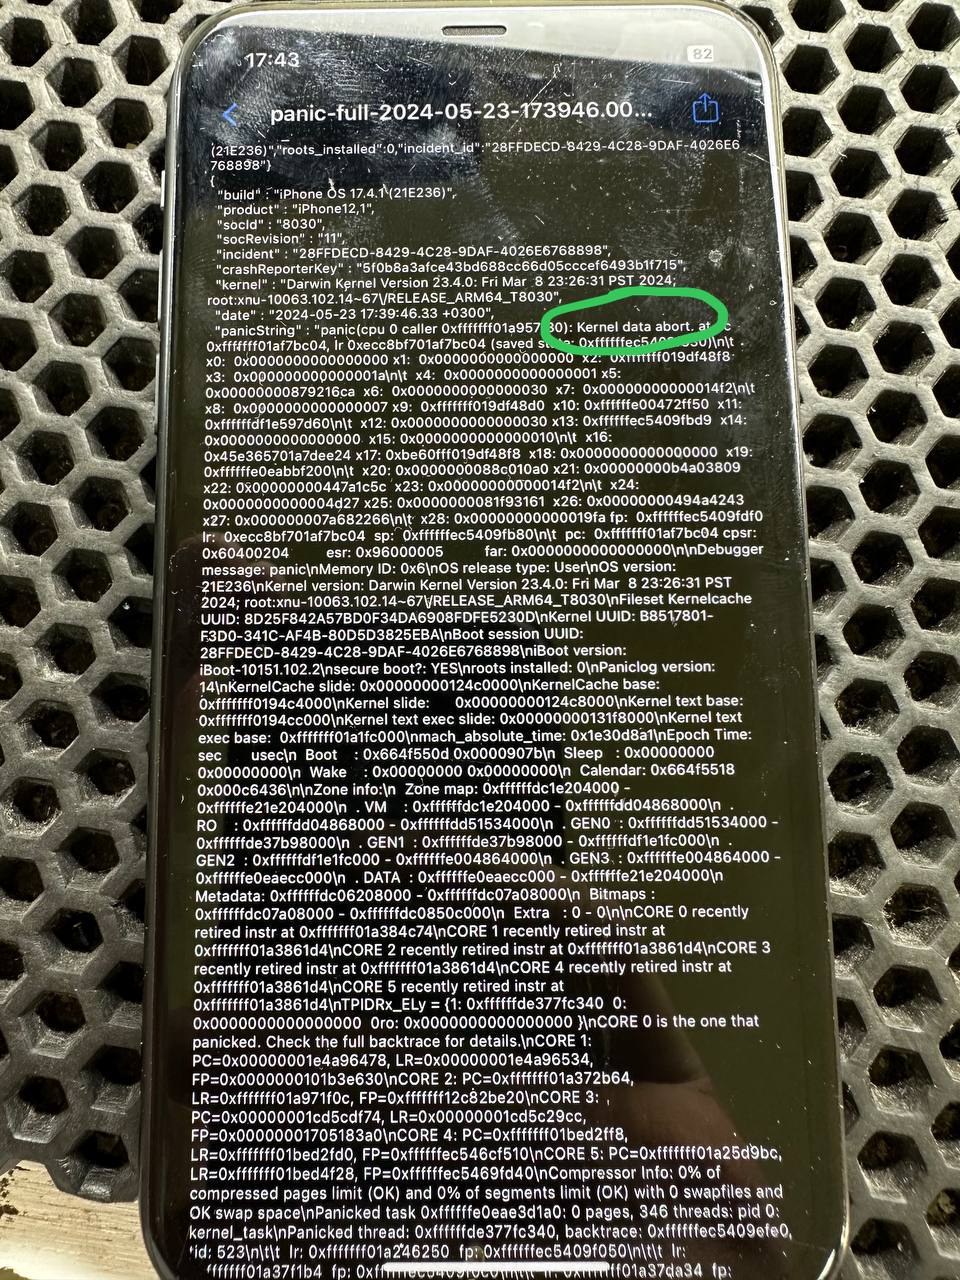 17:43
82
panic-full-2024-05-23-173946.00...
(21E236)","roots_installed":0,"incident_id":"28FFDECD-8429-4C28-9DAF-4026E6
768898"}
{
"build" : "iPhone OS 17.4.1 (21E236)",
"product" : "iPhone12,1",
"socId" : "8030",
"socRevision" : "11",
"incident" : "28FFDECD-8429-4C28-9DAF-4026E6768898",
"crashReporterKey" : "5f0b8a3afce43bd688cc66d05cccef6493b1f715",
"kernel" : "Darwin Kernel Version 23.4.0: Fri Mar  8 23:26:31 PST 2024;
root:xnu-10063.102.14~67\/RELEASE_ARM64_T8030",
"date" : "2024-05-23 17:39:46.33 +0300",
"panicString" : "panic(cpu 0 caller Kernel data abort. at
0xfffffff01af7bc04, lr 0xecc8bf701af7bc04 (saved
x0: 0x0000000000000000 x1: 0x0000000000000000 x2: 0xfffffff019df48f8
x3: 0x000000000000001a\n\t x4: 0x0000000000000001 x5:
0x00000000879216ca x6: 0x0000000000000030 x7: 0x00000000000014f2\n\t
x8: 0x0000000000000007 x9: 0xfffffff019df48d0 x10: 0xfffffffe00472ff50 x11:
0xffffffdf1e597d60\n\t x12: 0x0000000000000030 x13: 0xfffffffec5409fbd9 x14:
0x0000000000000000 x15: 0x0000000000000010\n\t x16:
0x45e365701a7dee24 x17: 0xbe60fff019df48f8 x18: 0x0000000000000000 x19:
0xffffffe0eabbf200\n\t x20: 0x00000000088c010a0 x21: 0x00000000b4a03809
x22: 0x00000000447a1c5c x23: 0x00000000000014f2\n\t x24:
0x0000000000004d27 x25: 0x0000000081f93161 x26: 0x00000000494a4243
x27: 0x000000007a682266\n\t x28: 0x00000000000019fa fp: 0xffffffec5409fdf0
lr: 0xecc8bf701af7bc04 sp: 0xffffffec5409fb80\n\t pc: 0xfffffff01af7bc04 cpsr:
0x60400204 esr: 0x96000005 far: 0x0000000000000000\n\nDebugger
message: panic\nMemory ID: 0x6\nOS release type: User\nOS version:
21E236\nKernel version: Darwin Kernel Version 23.4.0: Fri Mar 8 23:26:31 PST
2024; root:xnu-10063.102.14~67\/RELEASE_ARM64_T8030\nFileset Kernelcache
UUID: 8D25F842A57BD0F34DA6908FDFE5230D\nKernel UUID: B8517801-
F3D0-341C-AF4B-80D5D3825EBA\nBoot session UUID:
28FFDECD-8429-4C28-9DAF-4026E6768898\niBoot version:
iBoot-10151.102.2\nsecure boot?: YES\nroots installed: 0\nPaniclog version:
14\nKernelCache slide: 0x00000000124c0000\nKernelCache base:
0xfffffff0194c4000\nKernel slide: 0x00000000124c8000\nKernel text base:
0xfffffff0194cc000\nKernel text exec slide: 0x00000000131f8000\nKernel text
exec base: 0xfffffff01a1fc000\nmach_absolute_time: 0x1e30d8a1\nEpoch Time:
sec usec\n Boot : 0x664f550d 0x0000907b\n Sleep : 0x00000000
0x00000000\n Wake : 0x00000000 0x00000000\n Calendar: 0x664f5518
0x000c6436\n\nZone info:\n Zone map: 0xffffffdc1e204000 -
0xffffffe21e204000\n . VM : 0xffffffdc1e204000 - 0xffffffdd04868000\n .
RO : 0xffffffdd04868000 - 0xffffffdd51534000\n . GEN0 : 0xffffffdd51534000 -
0xffffffde37b98000\n . GEN1 : 0xffffffde37b98000 - 0xffffffdf1e1fc000\n .
GEN2 : 0xffffffdf1e1fc000 - 0xffffffe004864000\n . GEN3 : 0xffffffe004864000 -
0xffffffe0eaecc000\n . DATA : 0xffffffe0eaecc000 - 0xffffffe21e204000\n
Metadata: 0xffffffdc06208000 - 0xffffffdc07a08000\n Bitmaps :
0xffffffdc07a08000 - 0xffffffdc0850c000\n Extra : 0 - 0\n\nCORE 0 recently
retired instr at 0xfffffff01a384c74\nCORE 1 recently retired instr at
0xfffffff01a3861d4\nCORE 2 recently retired instr at 0xfffffff01a3861d4\nCORE 3
recently retired instr at 0xfffffff01a3861d4\nCORE 4 recently retired instr at
0xfffffff01a3861d4\nCORE 5 recently retired instr at
0xfffffff01a3861d4\nTPIDRx_ELy = {1: 0xffffffde377fc340 0:
0x0000000000000000 0ro: 0x0000000000000000 }\nCORE 0 is the one that
panicked. Check the full backtrace for details.\nCORE 1:
PC=0x00000001e4a96478, LR=0x00000001e4a96534,
FP=0x0000000101b3e630\nCORE 2: PC=0xfffffff01a372b64,
LR=0xfffffff01a971f0c, FP=0xfffffff12c82be20\nCORE 3:
PC=0x00000001cd5cdf74, LR=0x00000001cd5c29cc,
FP=0x00000001705183a0\nCORE 4: PC=0xfffffff01bed2ff8,
LR=0xfffffff01bed2fd0, FP=0xffffffec546cf510\nCORE 5: PC=0xfffffff01a25d9bc,
LR=0xfffffff01bed4f28, FP=0xffffffec5469fd40\nCompressor Info: 0% of
compressed pages limit (OK) and 0% of segments limit (OK) with 0 swapfiles and
OK swap space\nPanicked task 0xffffffe0eae3d1a0: 0 pages, 346 threads: pid 0:
kernel_task\nPanicked thread: 0xffffffde377fc340, backtrace: 0xffffffec5409efe0,
tid: 523\n\t\t lr: 0xfffffff01a246250 fp: 0xffffffec5409f050\n\t\t lr:
fp: lr: fp: